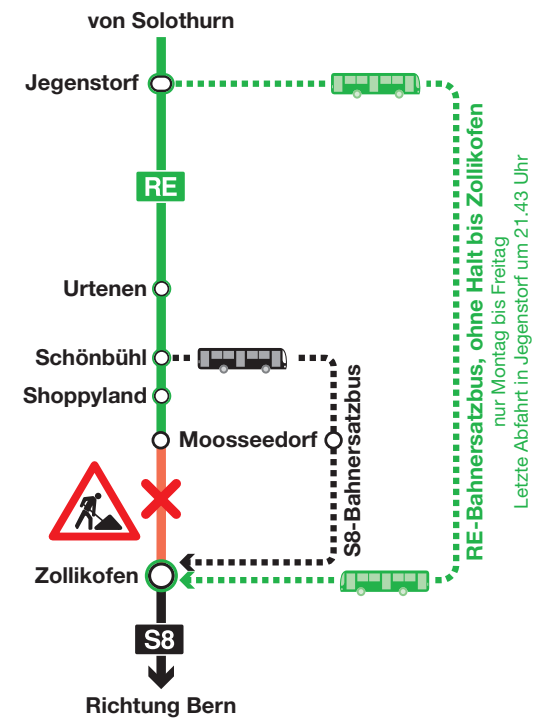 von Solothurn
Jegenstorf
RE
Urtenen
Schönbühl
Shoppyland
Moosseedorf
Zollikofen
S8
Richtung Bern
S8-Bahnersatzbus
RE-Bahnersatzbus, ohne Halt bis Zollikofen
nur Montag bis Freitag
Letzte Abfahrt in Jegenstorf um 21.43 Uhr